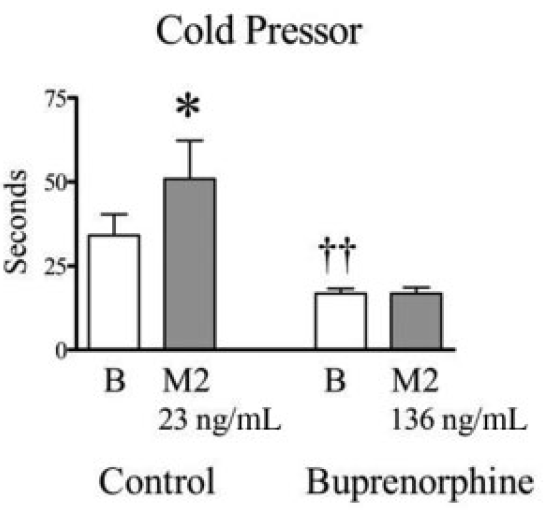 Cold Pressor
75
*
50
Seconds
25
††
0
B M2 B M2
23 ng/mL 136 ng/mL
Control Buprenorphine